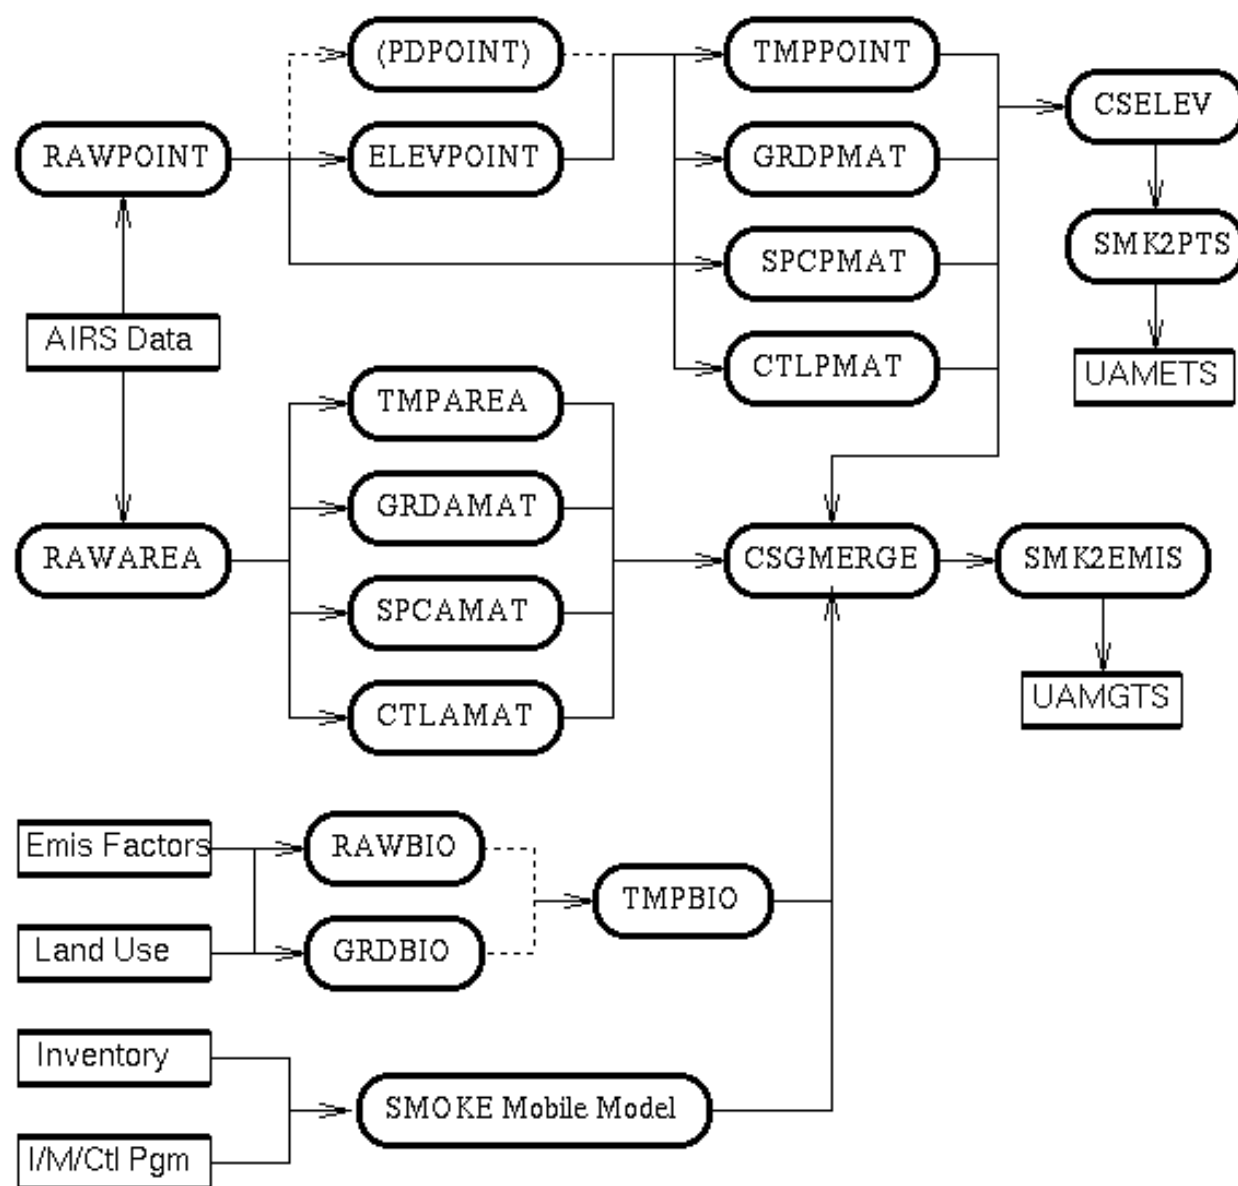 (PDPOINT)
TMPPOINT
CSELEV
RAWPOINT
ELEVPOINT
GRDPMAT
SMK2PTS
SPCPMAT
AIRS Data
CTLPMAT
UAMETS
TMPAREA
GRDAMAT
RAWAREA
CSGMERGE
SMK2EMIS
SPCAMAT
UAMGTS
CTLAMAT
Emis Factors
RAWBIO
TMPBIO
Land Use
GRDBIO
Inventory
SMOKE Mobile Model
I/M/Ctl Pgm